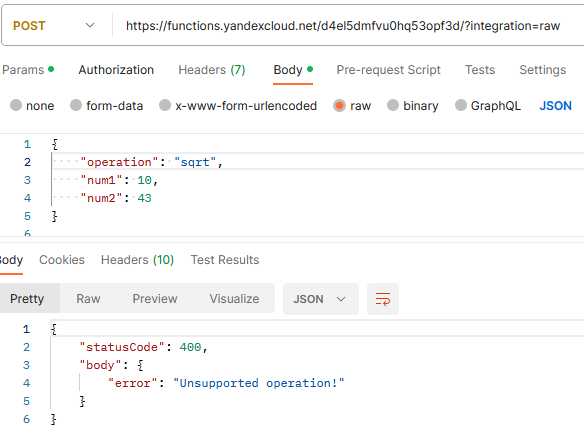 POST https://functions.yandexcloud.net/d4el5dmfvu0hq53opf3d/?integration=raw
Params Authorization Headers (7) Body Pre-request Script Tests Settings
none form-data x-www-form-urlencoded raw binary GraphQL JSON
1 {
2 "operation": "sqrt",
3 "num1": 10,
4 "num2": 43
5 }
6
Body Cookies Headers (10) Test Results
Pretty Raw Preview Visualize JSON
1 {
2 "statusCode": 400,
3 "body": {
4 "error": "Unsupported operation!"
5 }
6 }